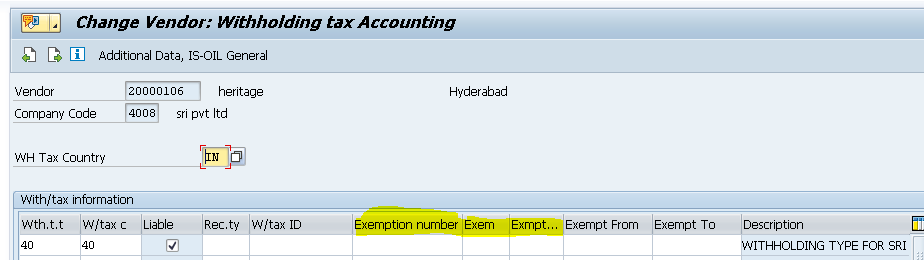 Change Vendor: Withholding tax Accounting
Additional Data, IS-OIL General
Vendor 20000106 heritage Hyderabad
Company Code 4008 sri pvt ltd
WH Tax Country IN
With/tax information
Wth.t.t W/tax c Liable Rec.ty W/tax ID Exemption number Exem Exmpt... Exempt From Exempt To Description
40 40 WITHHOLDING TYPE FOR SRI